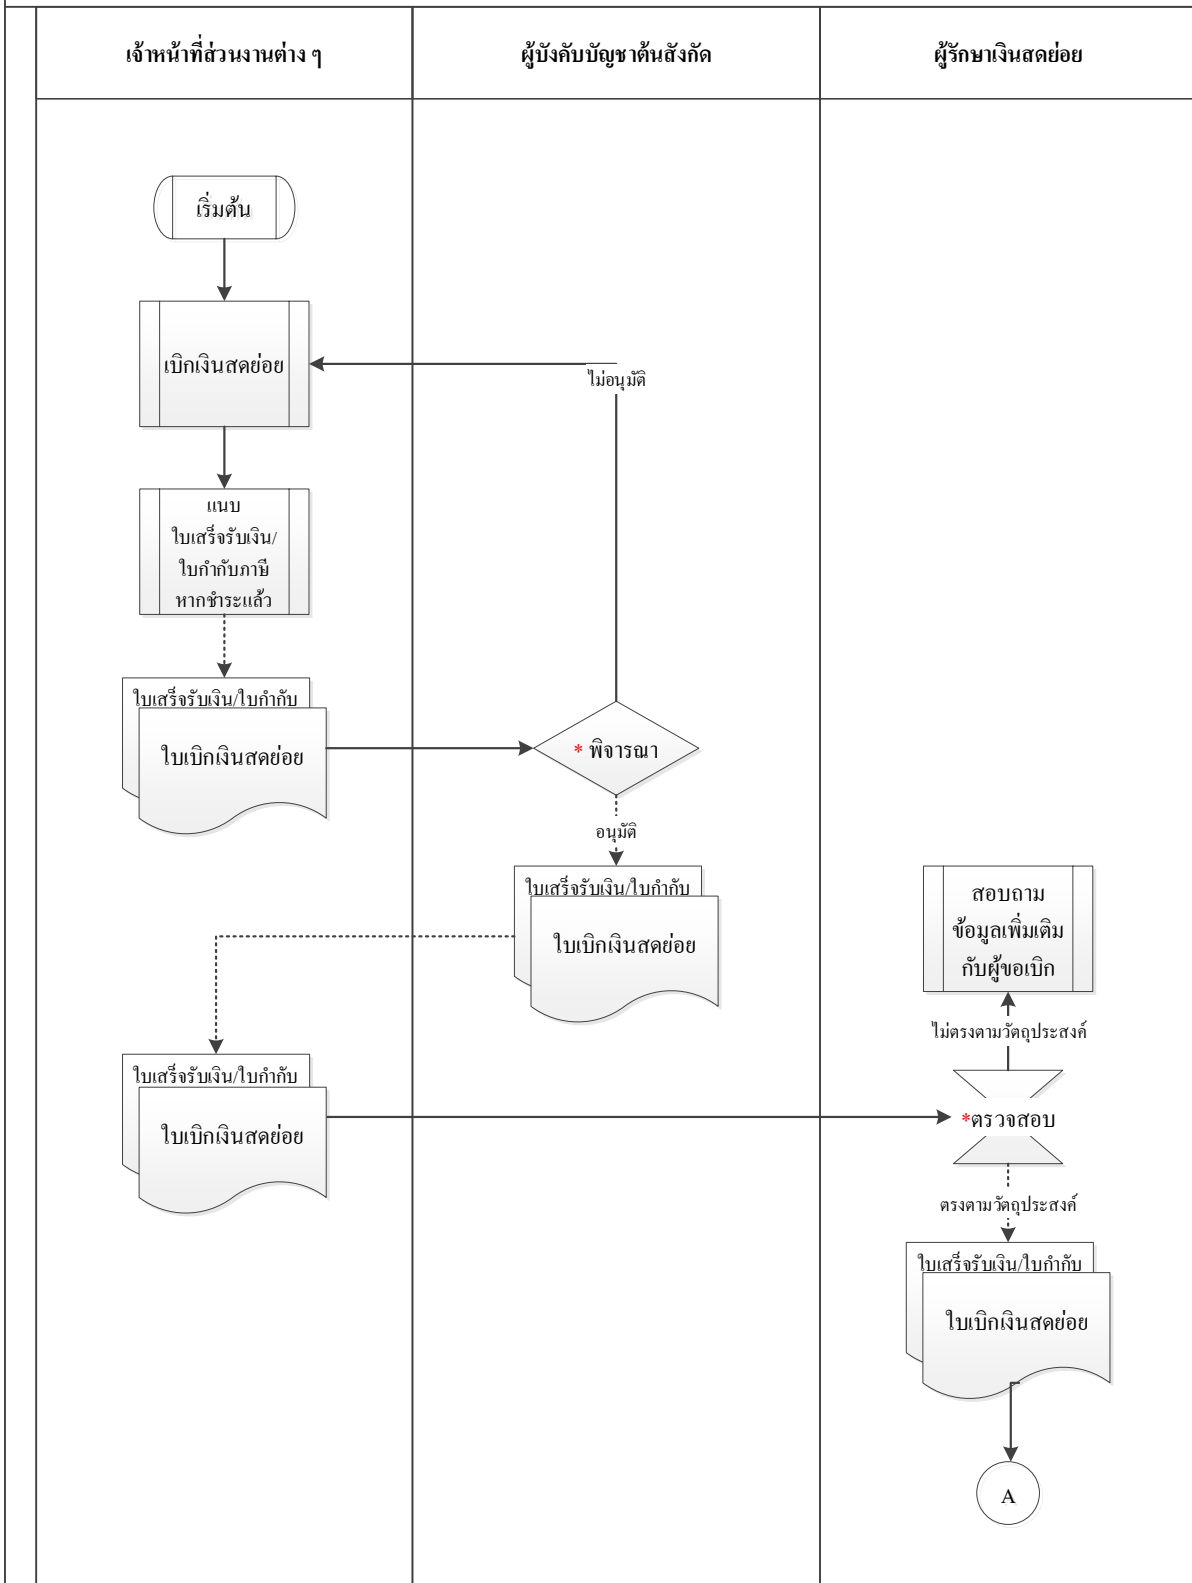 เจ้าหน้าที่ส่วนงานต่าง ๆ
ผู้บังคับบัญชาต้นสังกัด
ผู้รักษาเงินสดย่อย
เริ่มต้น
เบิกเงินสดย่อย
ไม่อนุมัติ
แนบ
ใบเสร็จรับเงิน/
ใบกำกับภาษี
หากชำระแล้ว
ใบเสร็จรับเงิน/ใบกำกับ
ใบเบิกเงินสดย่อย
* พิจารณา
อนุมัติ
ใบเสร็จรับเงิน/ใบกำกับ
ใบเบิกเงินสดย่อย
สอบถาม
ข้อมูลเพิ่มเติม
กับผู้ขอเบิก
ไม่ตรงตามวัตถุประสงค์
ใบเสร็จรับเงิน/ใบกำกับ
ใบเบิกเงินสดย่อย
*ตรวจสอบ
ตรงตามวัตถุประสงค์
ใบเสร็จรับเงิน/ใบกำกับ
ใบเบิกเงินสดย่อย
A